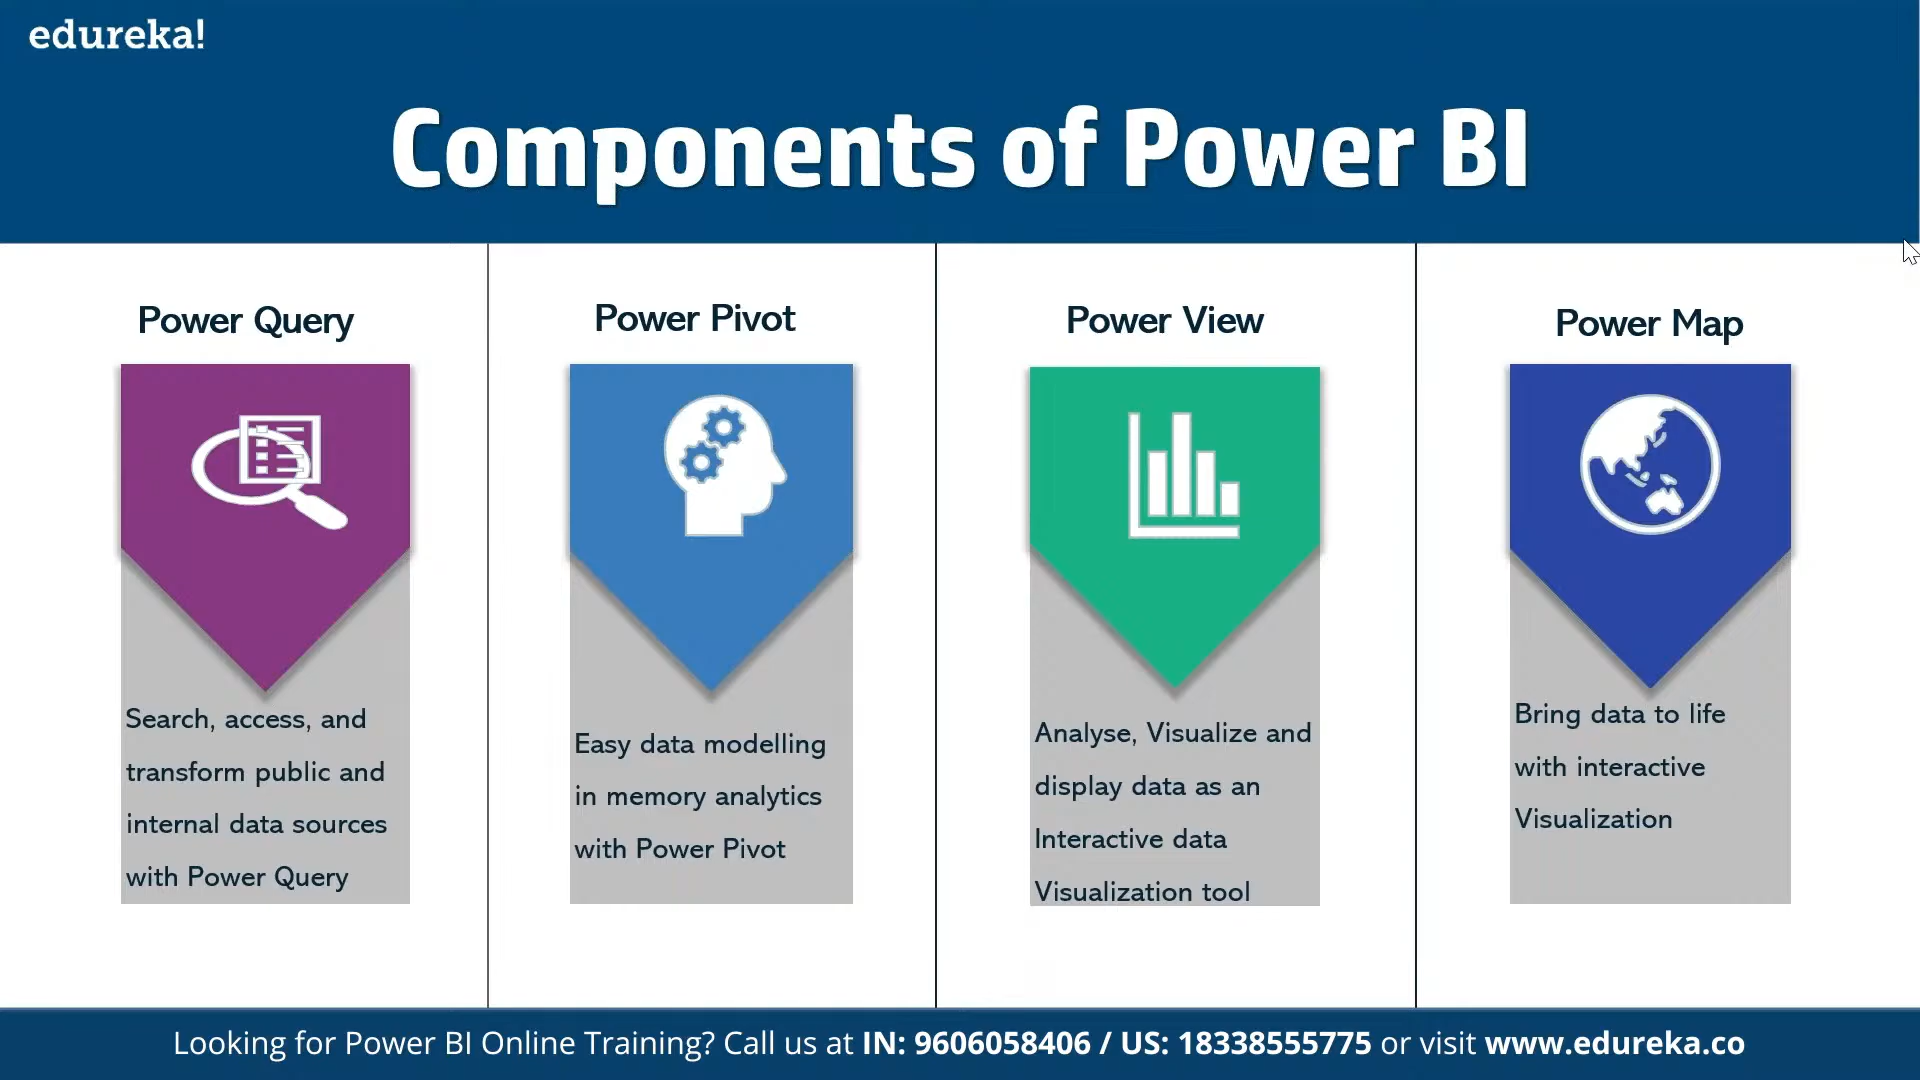 edureka!
Components of Power BI
Power Query
Search, access, and
transform public and
internal data sources
with Power Query
Power Pivot
Easy data modelling
in memory analytics
with Power Pivot
Power View
Analyse, Visualize and
display data as an
Interactive data
Visualization tool
Power Map
Bring data to life
with interactive
Visualization
Looking for Power BI Online Training? Call us at IN: 9606058406 / US: 18338555775 or visit www.edureka.co